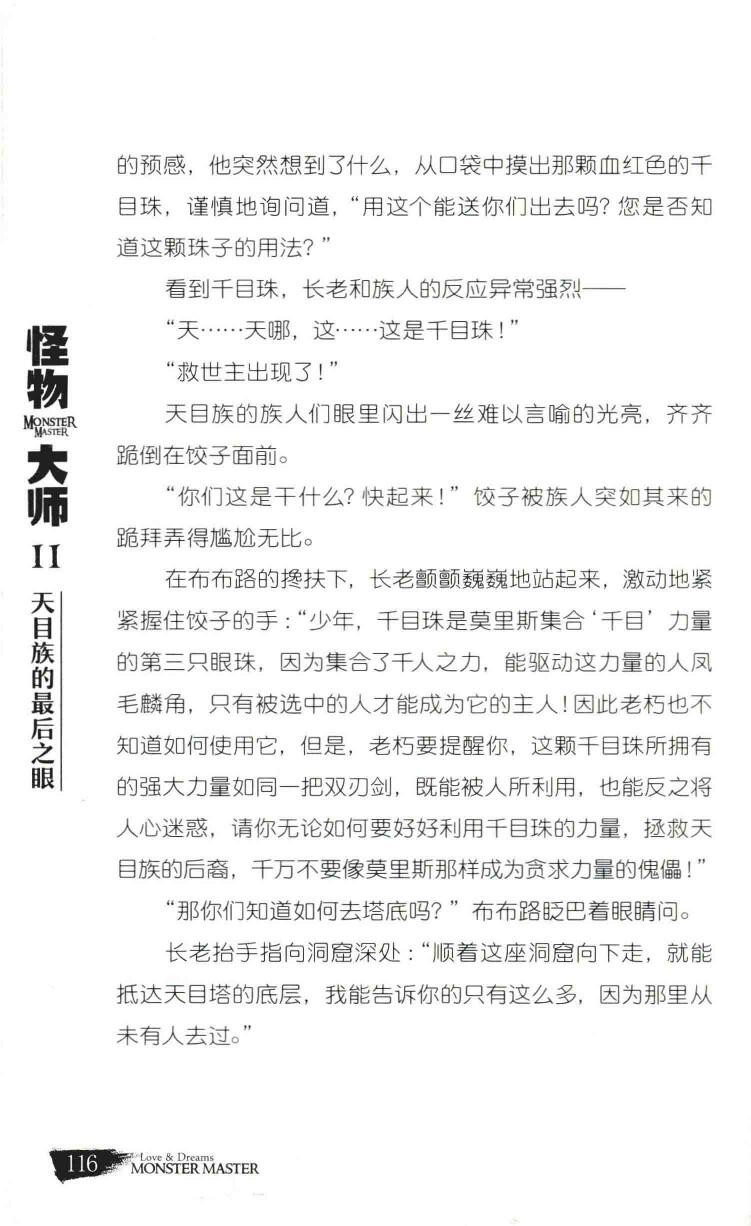 的预感，他突然想到了什么，从口袋中摸出那颗血红色的千
目珠，谨慎地询问道，“用这个能送你们出去吗？您是否知
道这颗珠子的用法？”
看到千目珠，长老和族人的反应异常强烈——
“天……天哪，这……这是千目珠！”
“救世主出现了！”
天目族的族人们眼里闪出一丝难以言喻的光亮，齐齐
跪倒在饺子面前。
“你们这是干什么？快起来！”饺子被族人突如其来的
跪拜弄得尴尬无比。
在布布路的搀扶下，长老颤颤巍巍地站起来，激动地紧
紧握住饺子的手：“少年，千目珠是莫里斯集合‘千目’力量
的第三只眼珠，因为集合了千人之力，能驱动这力量的人凤
毛麟角，只有被选中的人才能成为它的主人！因此老朽也不
知道如何使用它，但是，老朽要提醒你，这颗千目珠所拥有
的强大力量如同一把双刃剑，既能被人所利用，也能反之将
人心迷惑，请你无论如何要好好利用千目珠的力量，拯救天
目族的后裔，千万不要像莫里斯那样成为贪求力量的傀儡！”
“那你们知道如何去塔底吗？”布布路眨巴着眼睛问。
长老抬手指向洞窟深处：“顺着这座洞窟向下走，就能
抵达天目塔的底层，我能告诉你的只有这么多，因为那里从
未有人去过。”
怪物
MONSTER
MASTER
大师
II
天目族的最后之眼
116
Love & Dreams
MONSTER MASTER